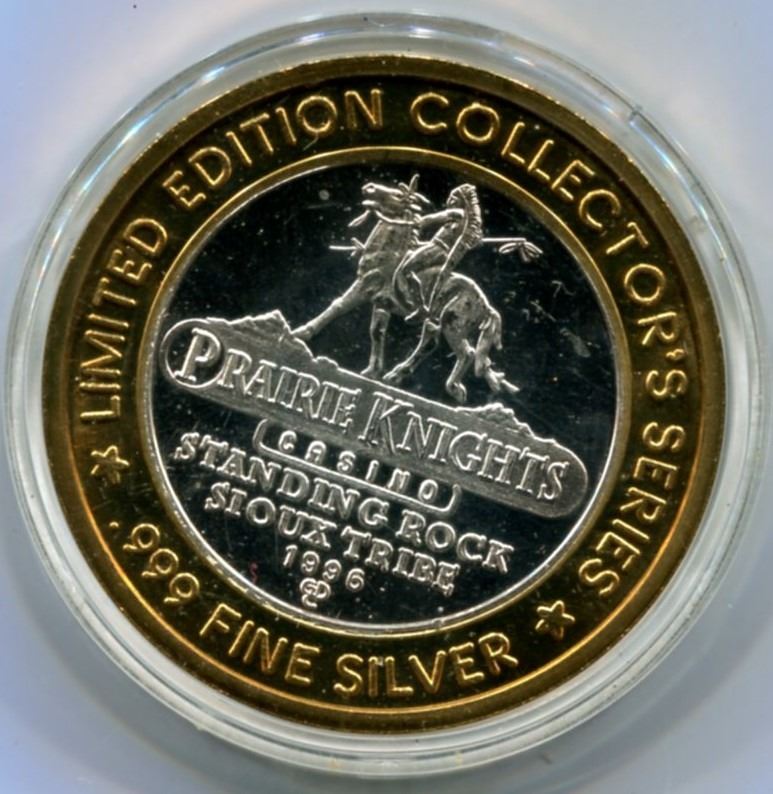 LIMITED EDITION COLLECTOR'S SERIES
PRAIRIE KNIGHTS
CASINO
STANDING ROCK
SIOUX TRIBE
1996
.999 FINE SILVER